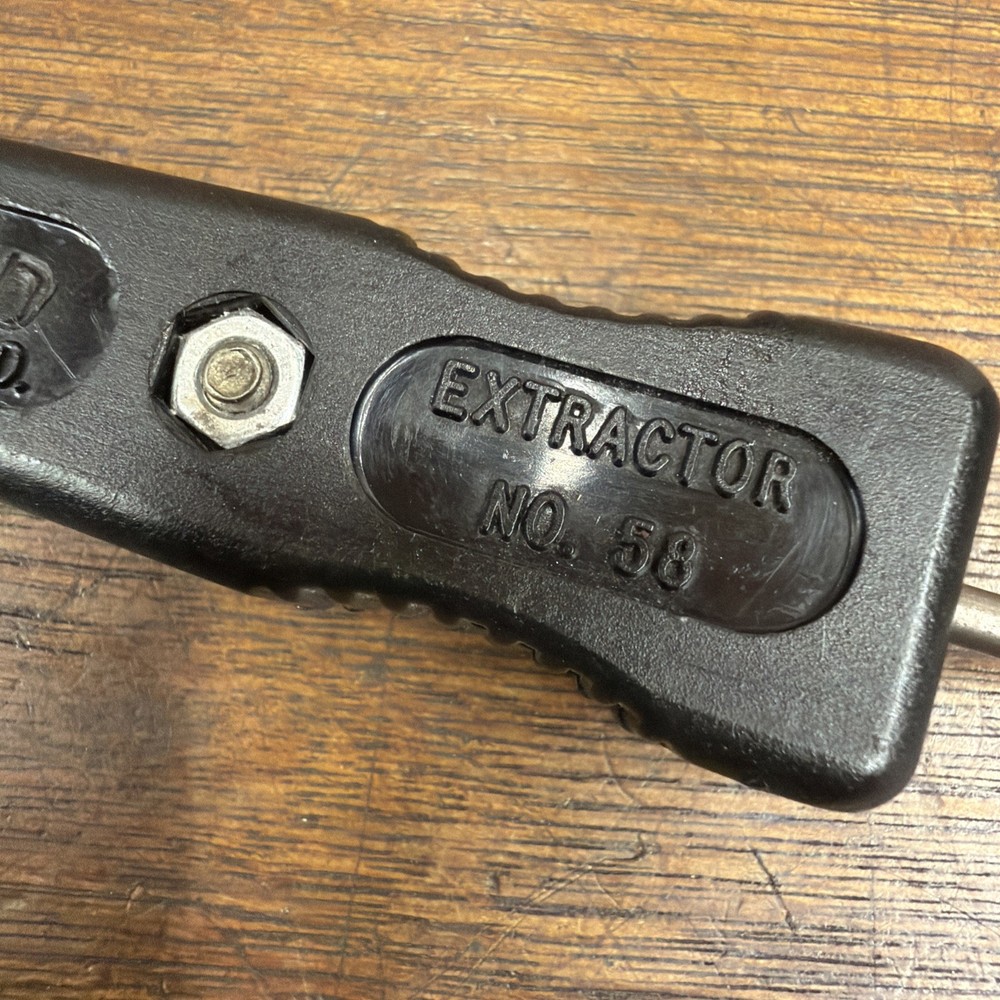 D
D.
EXTRACTOR
NO. 58